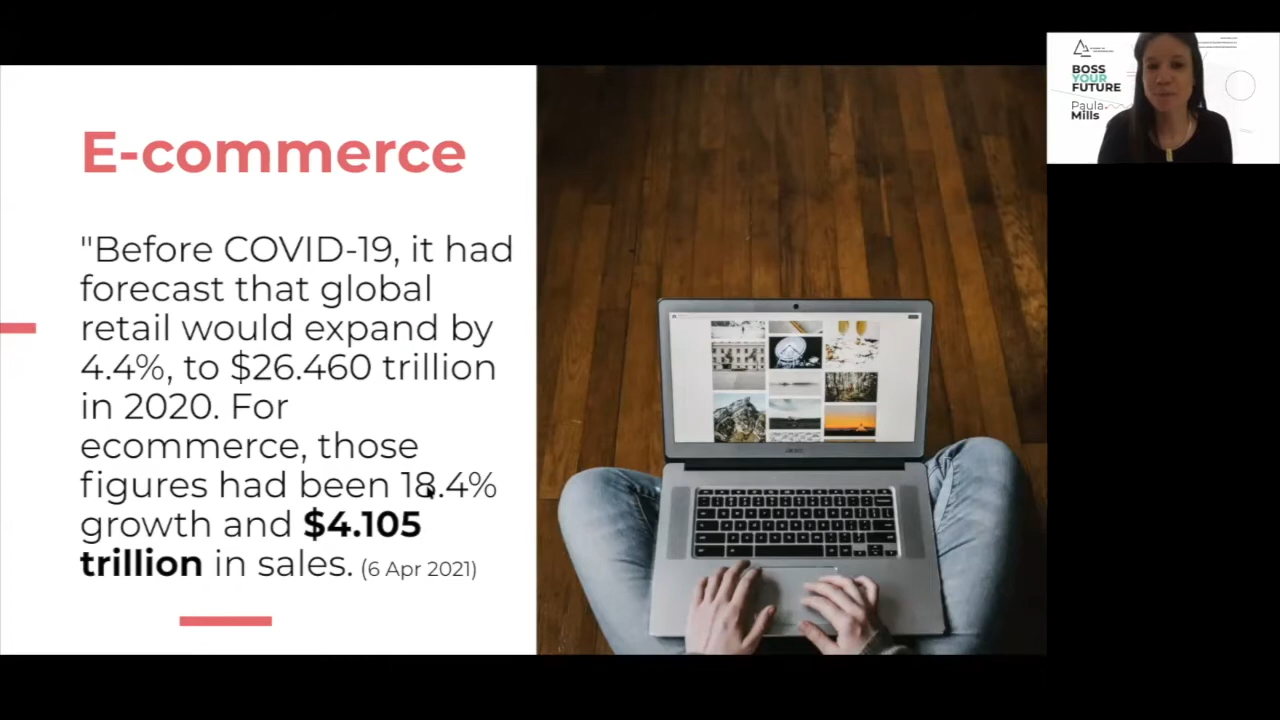 E-commerce
"Before COVID-19, it had
forecast that global
retail would expand by
4.4%, to $26.460 trillion
in 2020. For
ecommerce, those
figures had been 18.4%
growth and $4.105
trillion in sales. (6 Apr 2021)
BOSS
YOUR
FUTURE
Paula
Mills
acer